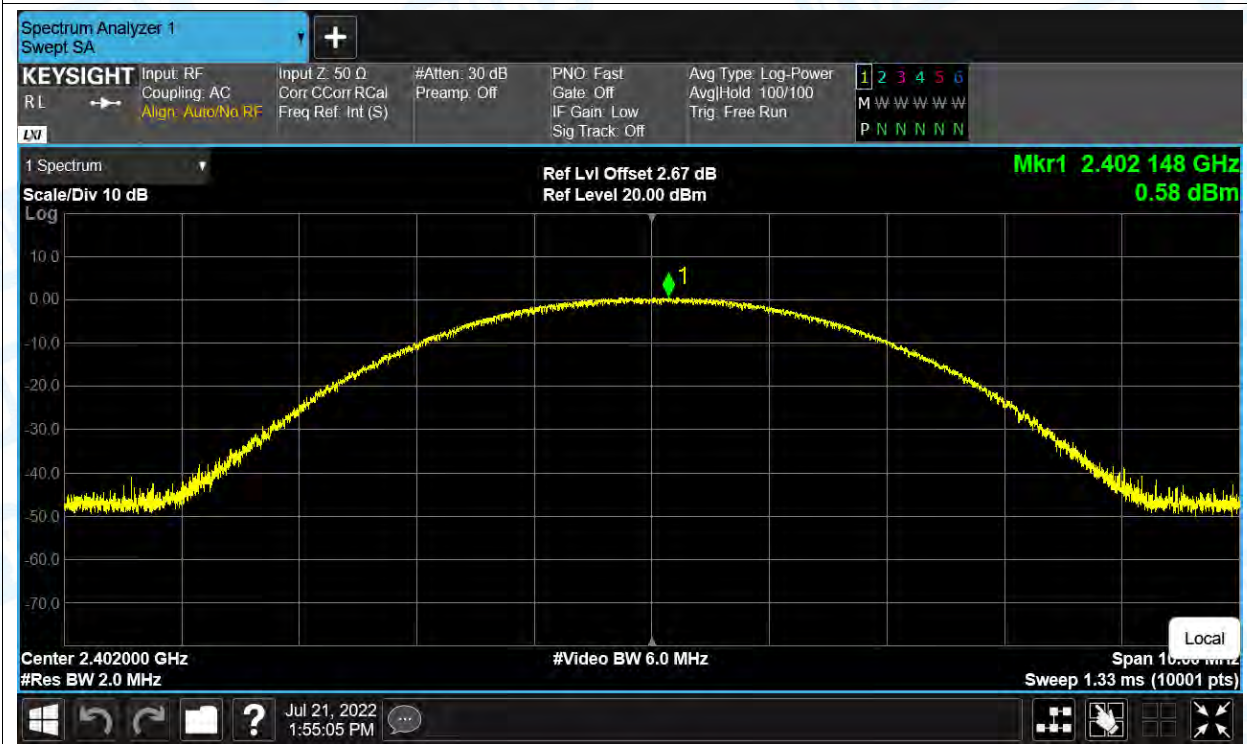 Spectrum Analyzer 1
Swept SA
+
KEYSIGHT
RL
LXI
Input: RF
Coupling: AC
Align: Auto/No RF
Input Z: 50 Ω
Corr CCorr RCal
Freq Ref: Int (S)
#Atten: 30 dB
Preamp: Off
PNO: Fast
Gate: Off
IF Gain: Low
Sig Track: Off
Avg Type: Log-Power
Avg|Hold: 100/100
Trig: Free Run
1 2 3 4 5 6
M W W W W W
P N N N N N
1 Spectrum
Scale/Div 10 dB
Log
Ref Lvl Offset 2.67 dB
Ref Level 20.00 dBm
Mkr1 2.402 148 GHz
0.58 dBm
1
10.0
0.00
-10.0
-20.0
-30.0
-40.0
-50.0
-60.0
-70.0
Local
Center 2.402000 GHz
#Res BW 2.0 MHz
#Video BW 6.0 MHz
Span 10.00 MHz
Sweep 1.33 ms (10001 pts)
?
Jul 21, 2022
1:55:05 PM